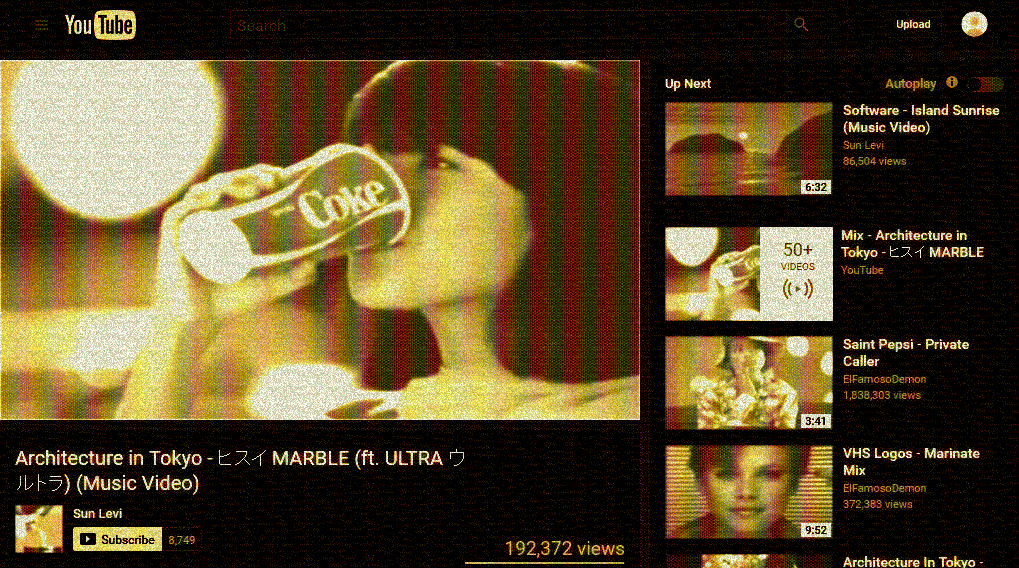 YouTube
Search
Upload
Coke
Up Next
Autoplay
Software - Island Sunrise
(Music Video)
Sun Levi
86,504 views
6:32
50+
VIDEOS
Mix - Architecture in
Tokyo - ヒスイ MARBLE
YouTube
Saint Pepsi - Private
Caller
ElFamosoDemon
1,838,303 views
3:41
VHS Logos - Marinate
Mix
ElFamosoDemon
372,383 views
9:52
Architecture In Tokyo -
Architecture in Tokyo - ヒスイ MARBLE (ft. ULTRA ウ
ルトラ) (Music Video)
Sun Levi
Subscribe
8,749
192,372 views